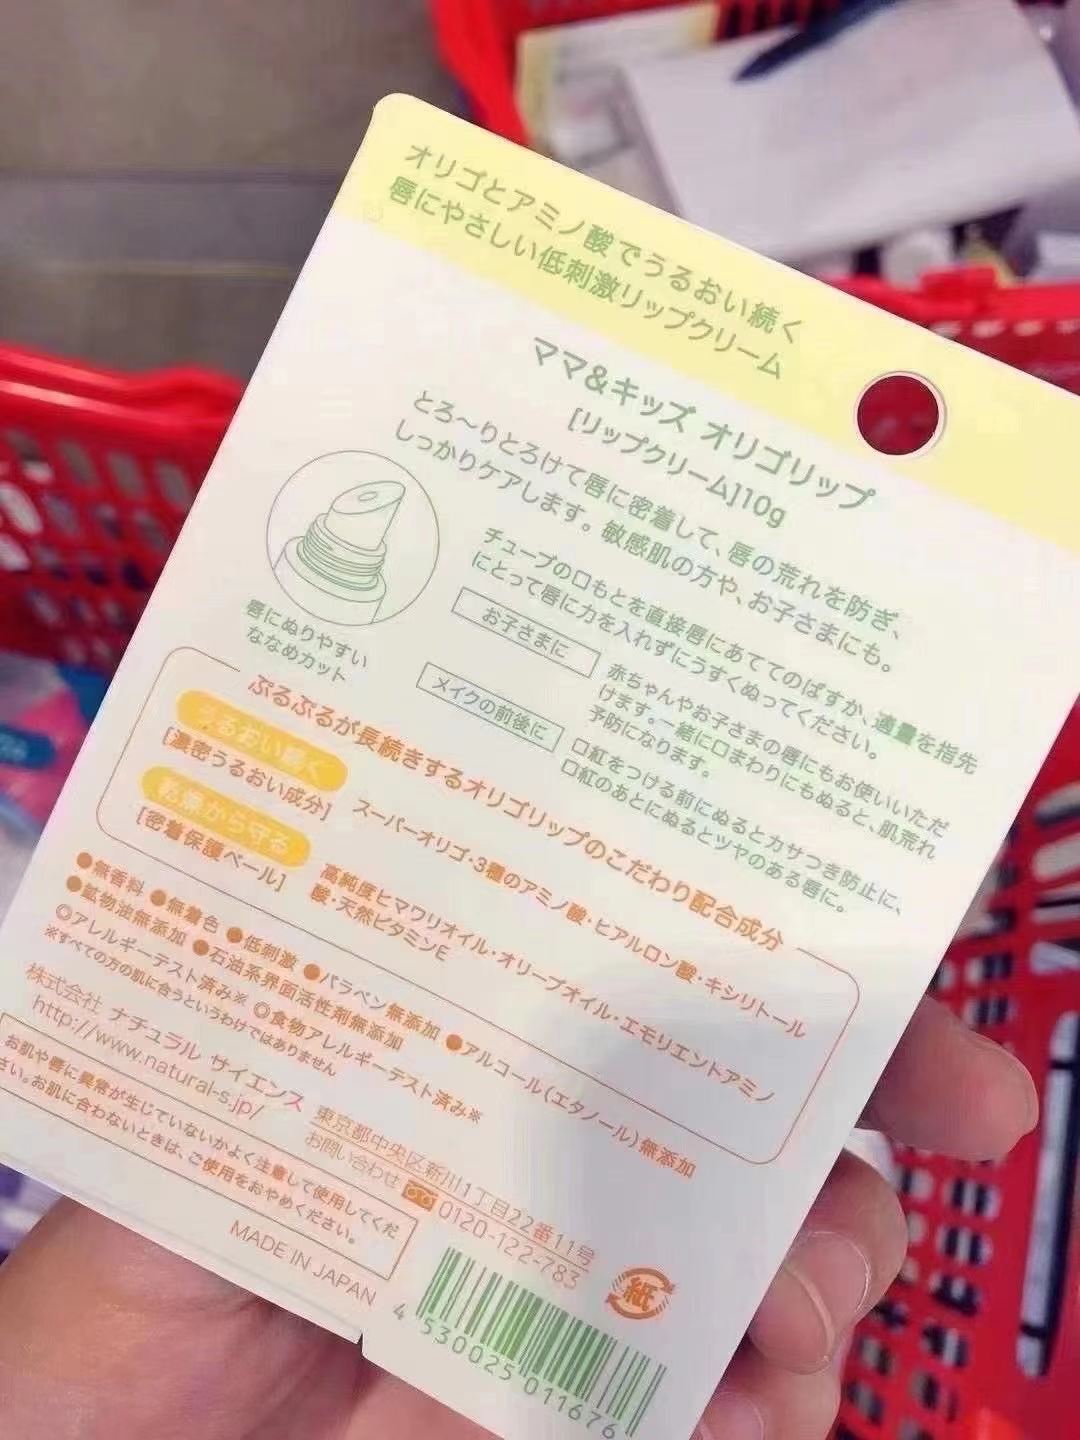 オリゴとアミノ酸でうるおい続く
唇にやさしい低刺激リップクリーム
ママ&キッズ オリゴリップ
[リップクリーム]10g
とろ〜りとろけて唇に密着して、唇の荒れを防ぎ、
しっかりケアします。敏感肌の方や、お子さまにも。
チューブの口もとを直接唇にあててのばすか、適量を指先
にとって唇に力を入れずにうすくぬってください。
唇にぬりやすい
ななめカット
お子さまに
赤ちゃんやお子さまの唇にもお使いいただ
けます。一緒に口まわりにもぬると、肌荒れ
予防になります。
メイクの前後に
口紅をつける前にぬるとカサつき防止に、
口紅のあとにぬるとツヤのある唇に。
ぷるぷるが長続きするオリゴリップのこだわり配合成分
うるおい続く
[濃密うるおい成分]
スーパーオリゴ・3種のアミノ酸・ヒアルロン酸・キシリトール
乾燥から守る
[密着保護ベール]
高純度ヒマワリオイル・オリーブオイル・エモリエントアミノ
酸・天然ビタミンE
●無香料 ●無着色 ●低刺激 ●パラベン無添加 ●アルコール(エタノール)無添加
●鉱物油無添加 ●石油系界面活性剤無添加
◎アレルギーテスト済み※ ◎食物アレルギーテスト済み※
※すべての方の肌に合うというわけではありません
株式会社 ナチュラル サイエンス
http://www.natural-s.jp/
東京都中央区新川1丁目22番11号
お問い合わせ 0120-122-783
お肌や唇に異常が生じていないかよく注意して使用してくだ
さい。お肌に合わないときは、ご使用をおやめください。
MADE IN JAPAN
紙
4 530025 011676